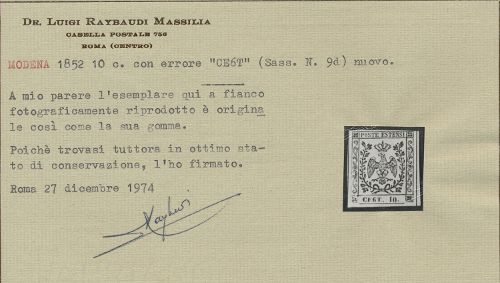 DR. LUIGI RAYBAUDI MASSILIA
CASELLA POSTALE 756
ROMA (CENTRO)
MODENA 1852 10 c. con errore "CE6T" (Sass. N. 9d) nuovo.
A mio parere l'esemplare qui a fianco
fotograficamente riprodotto è origina
le così come la sua gomma.
Poichè trovasi tuttora in ottimo sta-
to di conservazione, l'ho firmato.
Roma 27 dicembre 1974
Raybaudi
POSTE ESTENSI
CE6T. 10.